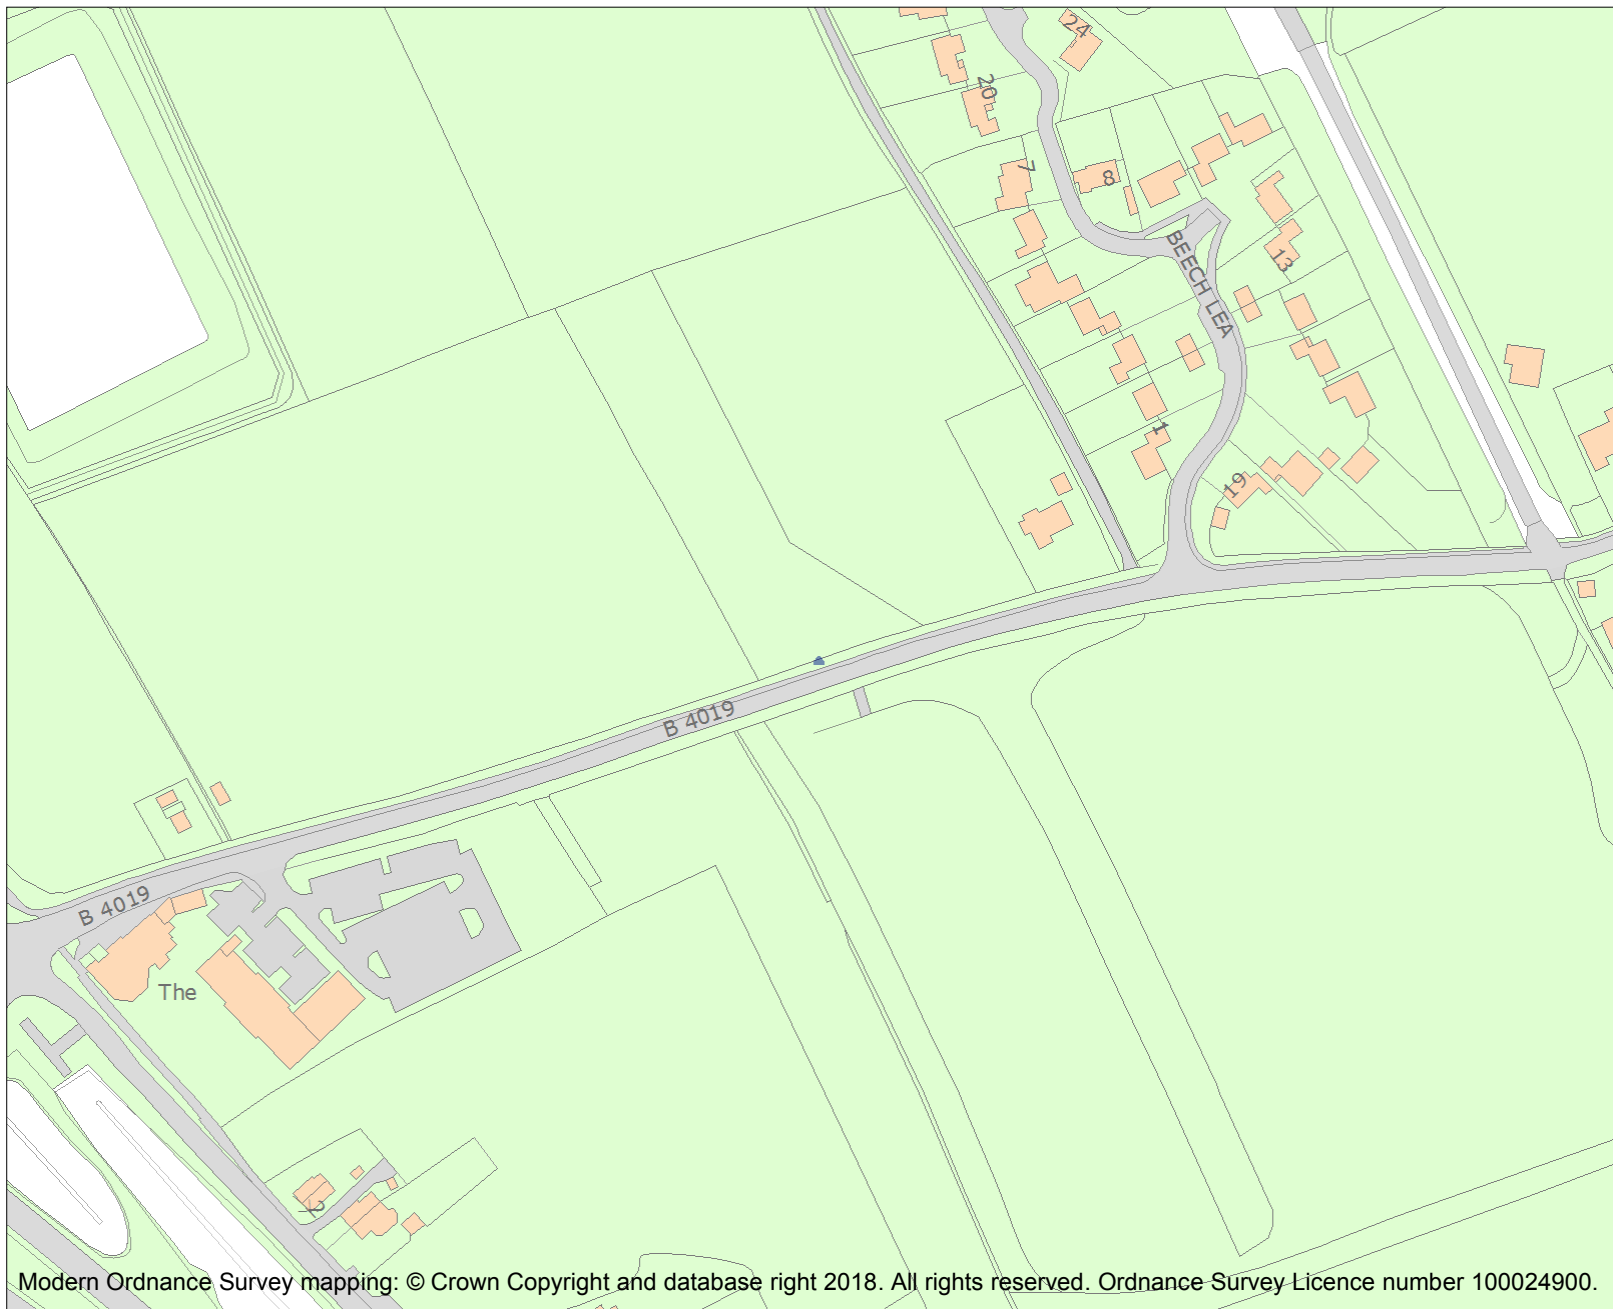 24
20
7
8
BEECH LEA
13
1
19
B 4019
B 4019
The
Modern Ordnance Survey mapping: © Crown Copyright and database right 2018. All rights reserved. Ordnance Survey Licence number 100024900.